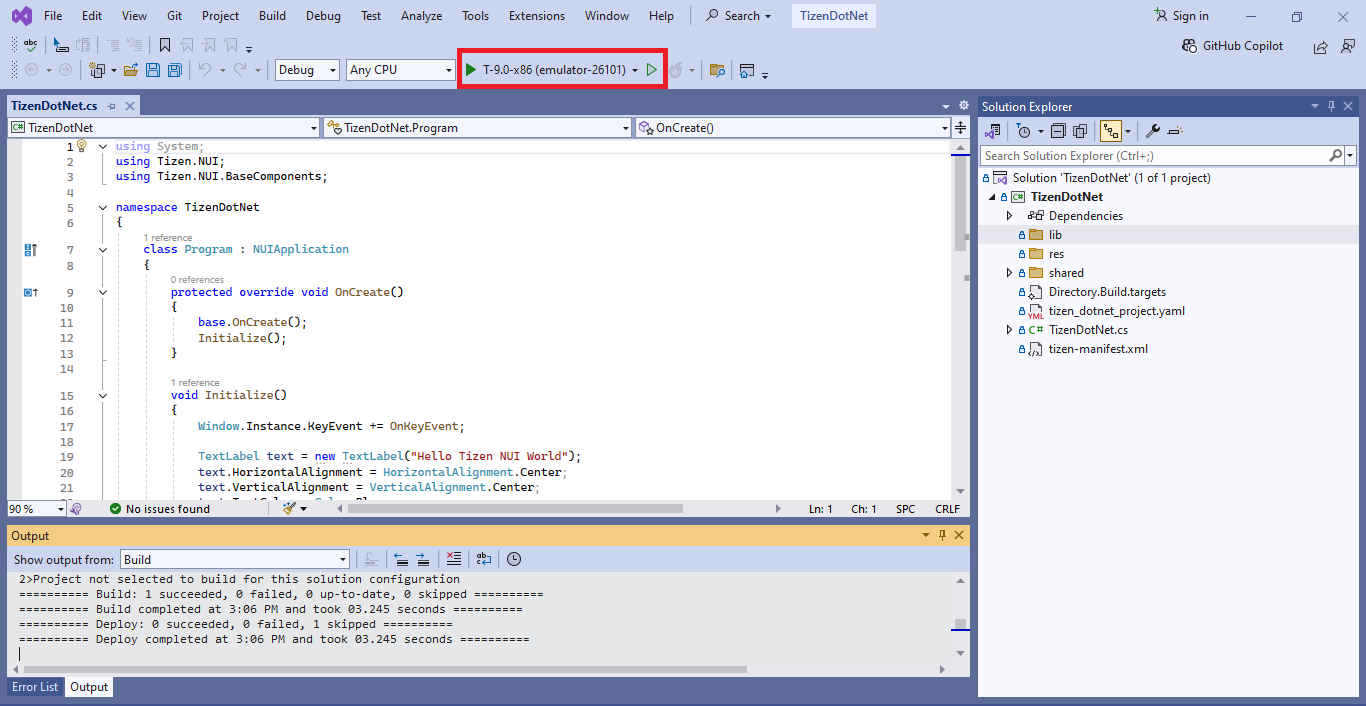 File Edit View Git Project Build Debug Test Analyze Tools Extensions Window Help Search TizenDotNet Sign in
abc GitHub Copilot
Debug Any CPU T-9.0-x86 (emulator-26101)
TizenDotNet.cs
C# TizenDotNet TizenDotNet.Program OnCreate()
1 using System;
2 using Tizen.NUI;
3 using Tizen.NUI.BaseComponents;
4
5 namespace TizenDotNet
6 {
1 reference
7 class Program : NUIApplication
8 {
0 references
9 protected override void OnCreate()
10 {
11 base.OnCreate();
12 Initialize();
13 }
14
1 reference
15 void Initialize()
16 {
17 Window.Instance.KeyEvent += OnKeyEvent;
18
19 TextLabel text = new TextLabel("Hello Tizen NUI World");
20 text.HorizontalAlignment = HorizontalAlignment.Center;
21 text.VerticalAlignment = VerticalAlignment.Center;
90 % No issues found Ln: 1 Ch: 1 SPC CRLF
Output
Show output from: Build
2>Project not selected to build for this solution configuration
========== Build: 1 succeeded, 0 failed, 0 up-to-date, 0 skipped ==========
========== Build completed at 3:06 PM and took 03.245 seconds ==========
========== Deploy: 0 succeeded, 0 failed, 1 skipped ==========
========== Deploy completed at 3:06 PM and took 03.245 seconds ==========
Error List Output
Solution Explorer
Search Solution Explorer (Ctrl+;)
Solution 'TizenDotNet' (1 of 1 project)
C# TizenDotNet
Dependencies
lib
res
shared
Directory.Build.targets
YML tizen_dotnet_project.yaml
C# TizenDotNet.cs
tizen-manifest.xml